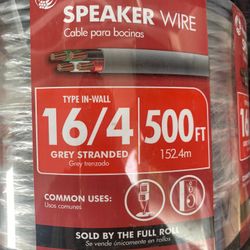 SPEAKER WIRE
Cable para bocinas
TYPE IN-WALL
16/4 500 FT
GREY STRANDED 152.4m
Grey trenzado
COMMON USES:
Usos comunes
SOLD BY THE FULL ROLL
Se vende únicamente en rollos